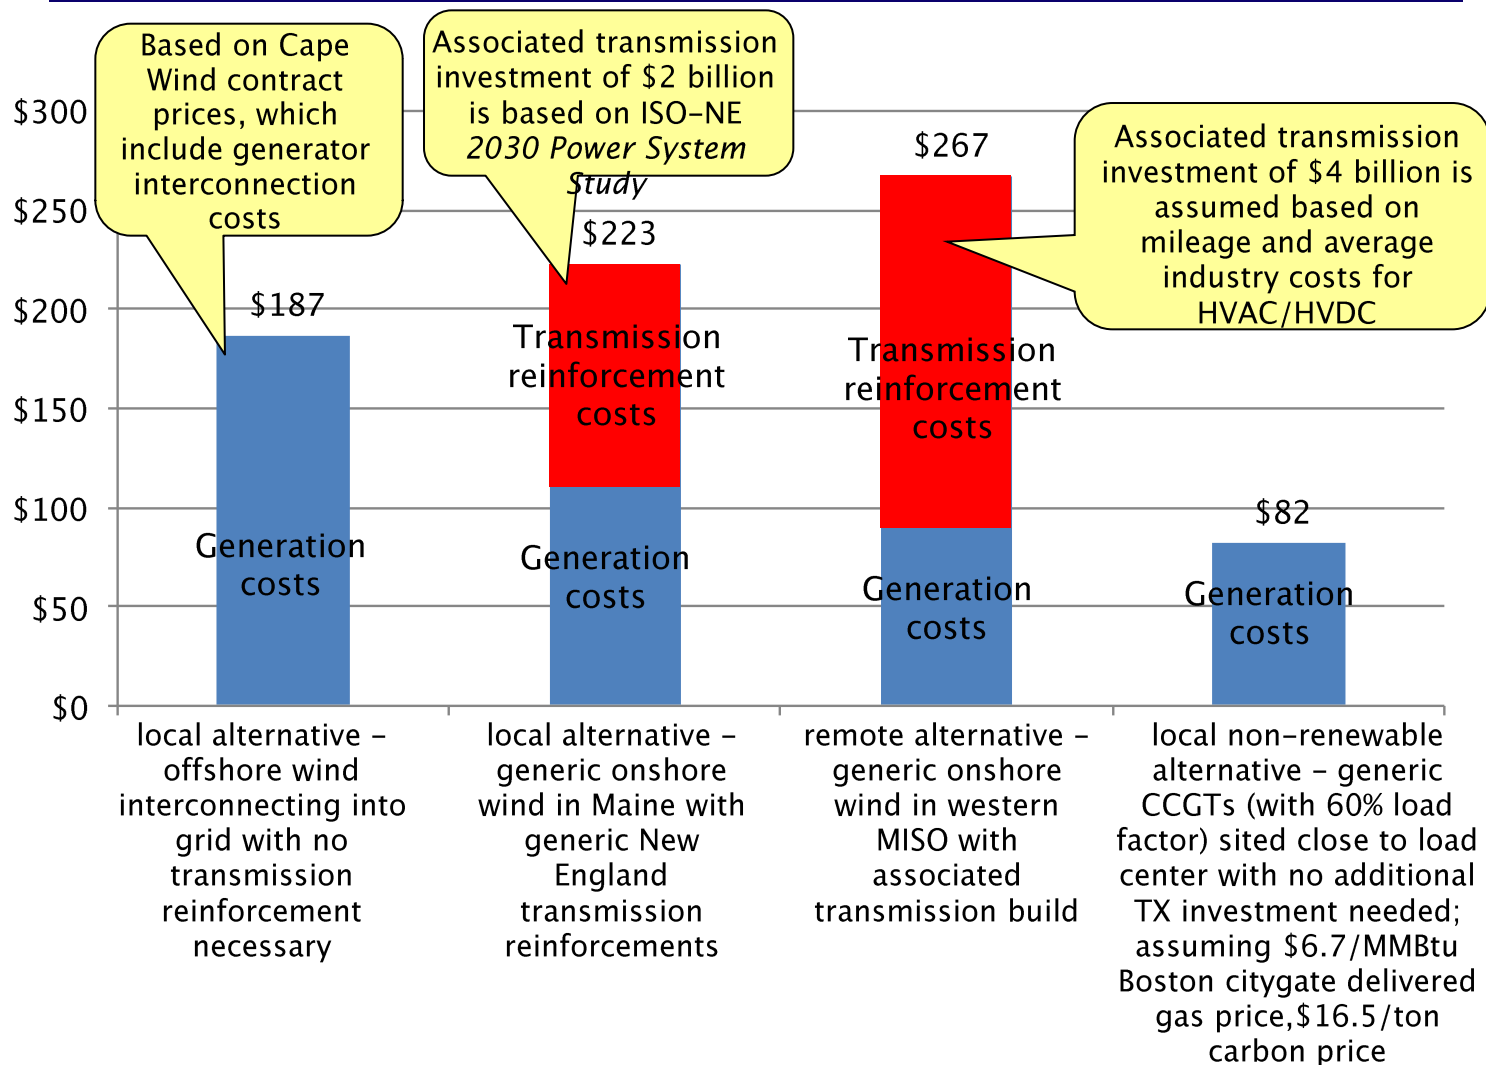 Based on Cape
Wind contract
prices, which
include generator
interconnection
costs
Associated transmission
investment of $2 billion
is based on ISO-NE
2030 Power System
Study
Associated transmission
investment of $4 billion is
assumed based on
mileage and average
industry costs for
HVAC/HVDC
$300
$250
$200
$150
$100
$50
$0
$187
Generation
costs
$223
Transmission
reinforcement
costs
Generation
costs
$267
Transmission
reinforcement
costs
Generation
costs
$82
Generation
costs
local alternative -
offshore wind
interconnecting into
grid with no
transmission
reinforcement
necessary
local alternative -
generic onshore
wind in Maine with
generic New
England
transmission
reinforcements
remote alternative -
generic onshore
wind in western
MISO with
associated
transmission build
local non-renewable
alternative - generic
CCGTs (with 60% load
factor) sited close to load
center with no additional
TX investment needed;
assuming $6.7/MMBtu
Boston citygate delivered
gas price,$16.5/ton
carbon price